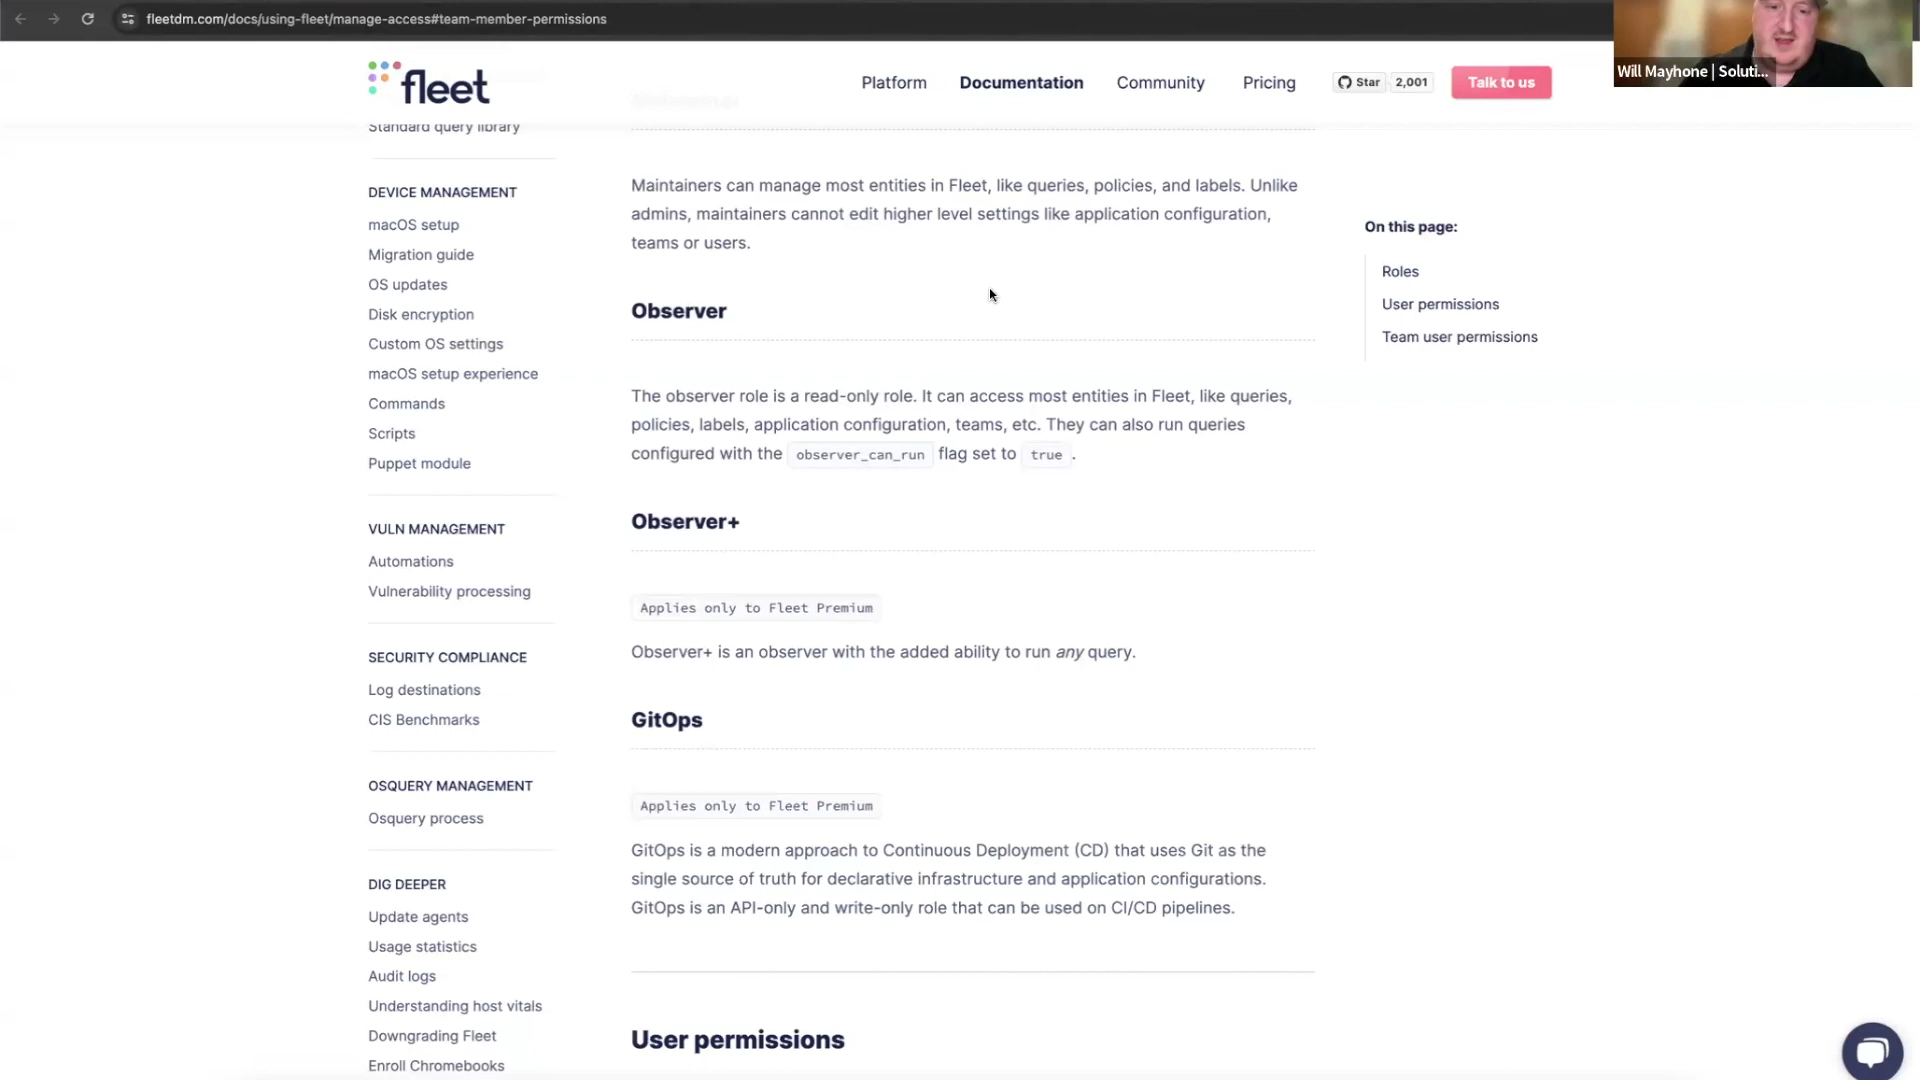 fleetdm.com/docs/using-fleet/manage-access#team-member-permissions
Will Mayhone | Soluti...
fleet
Platform
Documentation
Community
Pricing
Star
2,001
Talk to us
Standard query library
DEVICE MANAGEMENT
macOS setup
Migration guide
OS updates
Disk encryption
Custom OS settings
macOS setup experience
Commands
Scripts
Puppet module
VULN MANAGEMENT
Automations
Vulnerability processing
SECURITY COMPLIANCE
Log destinations
CIS Benchmarks
OSQUERY MANAGEMENT
Osquery process
DIG DEEPER
Update agents
Usage statistics
Audit logs
Understanding host vitals
Downgrading Fleet
Enroll Chromebooks
Maintainers can manage most entities in Fleet, like queries, policies, and labels. Unlike
admins, maintainers cannot edit higher level settings like application configuration,
teams or users.
Observer
The observer role is a read-only role. It can access most entities in Fleet, like queries,
policies, labels, application configuration, teams, etc. They can also run queries
configured with the observer_can_run flag set to true.
Observer+
Applies only to Fleet Premium
Observer+ is an observer with the added ability to run any query.
GitOps
Applies only to Fleet Premium
GitOps is a modern approach to Continuous Deployment (CD) that uses Git as the
single source of truth for declarative infrastructure and application configurations.
GitOps is an API-only and write-only role that can be used on CI/CD pipelines.
User permissions
On this page:
Roles
User permissions
Team user permissions